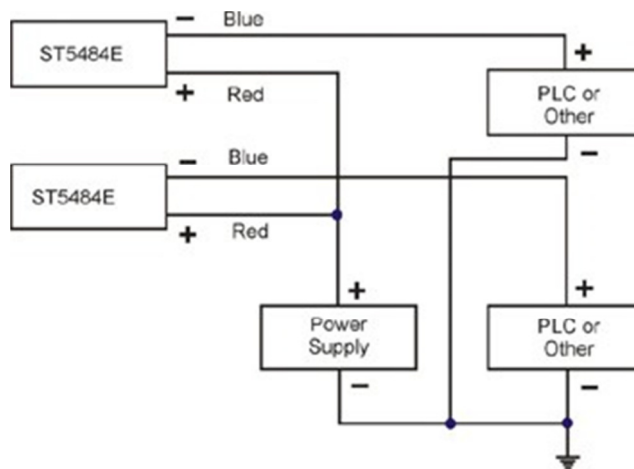 − Blue
ST5484E
+ Red
+
PLC or
Other
−
− Blue
ST5484E
+ Red
+
Power
Supply
−
+
PLC or
Other
−